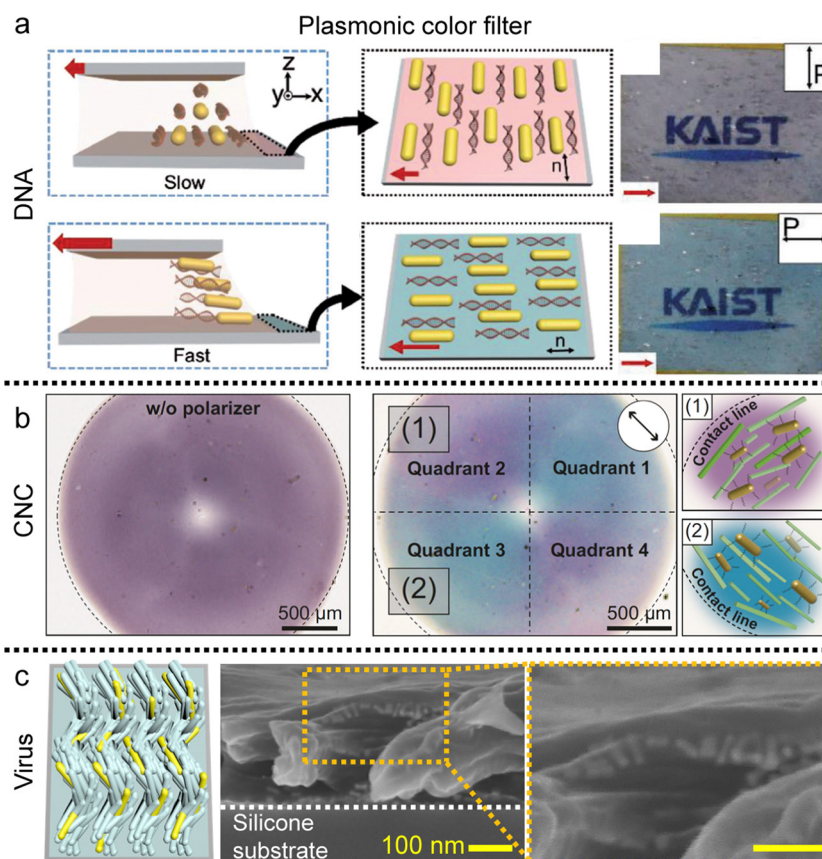 a
Plasmonic color filter
DNA
z
y
x
Slow
n
P
KAIST
Fast
n
P
KAIST
b
CNC
w/o polarizer
500 µm
(1)
Quadrant 2
Quadrant 1
Quadrant 3
Quadrant 4
(2)
500 µm
(1)
Contact line
(2)
Contact line
c
Virus
Silicone
substrate
100 nm